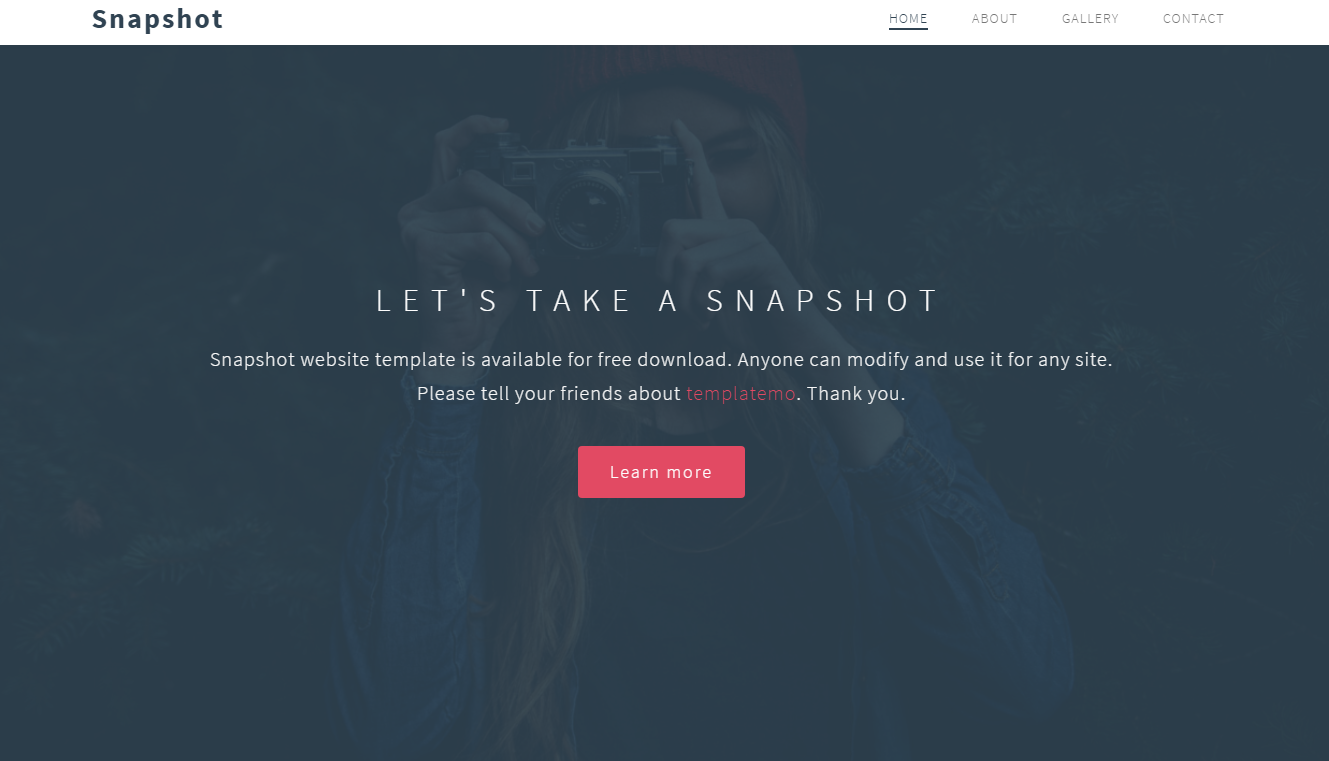 Snapshot
HOME ABOUT GALLERY CONTACT
LET'S TAKE A SNAPSHOT
Snapshot website template is available for free download. Anyone can modify and use it for any site.
Please tell your friends about templatemo. Thank you.
Learn more